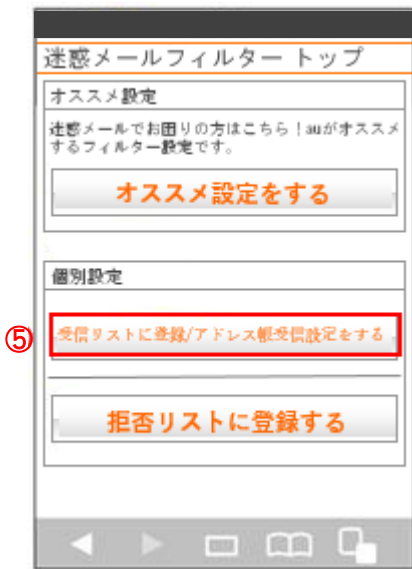 迷惑メールフィルター トップ
オススメ設定
迷惑メールでお困りの方はこちら！auがオススメ
するフィルター設定です。
オススメ設定をする
個別設定
⑤
受信リストに登録/アドレス帳受信設定をする
拒否リストに登録する